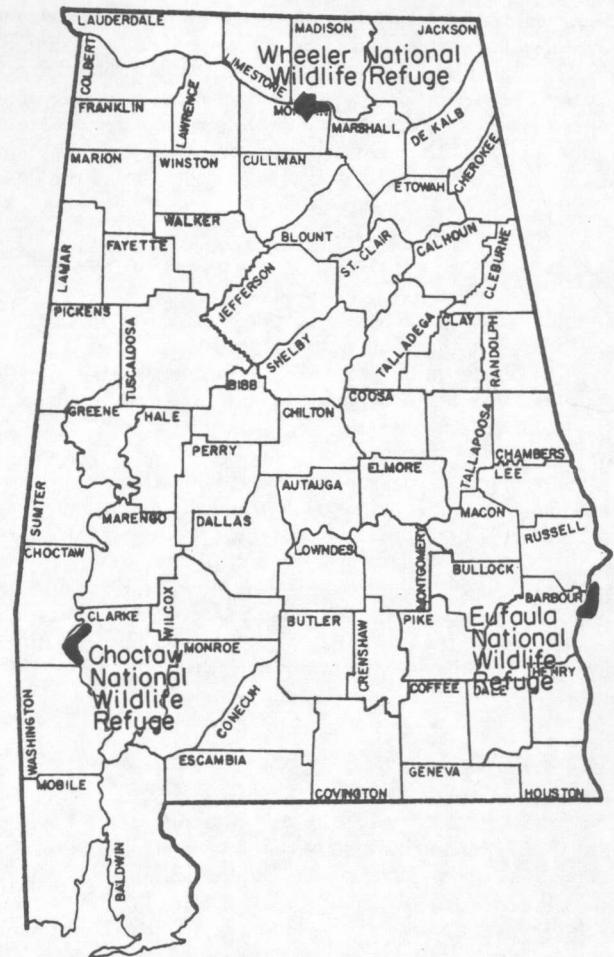 LAUDERDALE
MADISON
JACKSON
COLBERT
LIMESTONE
Wheeler National
Wildlife Refuge
FRANKLIN
LAWRENCE
MARSHALL
DE KALB
MARION
WINSTON
CULLMAN
CHEROKEE
ETOWAH
WALKER
BLOUNT
ST. CLAIR
CALHOUN
CLEBURNE
LAMAR
FAYETTE
JEFFERSON
PICKENS
TUSCALOOSA
SHELBY
TALLADEGA
CLAY
RANDOLPH
BIBB
GREENE
HALE
CHILTON
COOSA
TALLAPOOSA
CHAMBERS
PERRY
ELMORE
LEE
SUMTER
AUTAUGA
MACON
MARENGO
DALLAS
RUSSELL
CHOCTAW
LOWNDES
MONTGOMERY
BULLOCK
BARBOUR
CLARKE
WILCOX
BUTLER
CRENSHAW
PIKE
Eufaula
National
Wildlife
Refuge
MONROE
Choctaw
National
Wildlife
Refuge
CONECUH
COFFEE
DALE
HENRY
WASHINGTON
ESCAMBIA
COVINGTON
GENEVA
HOUSTON
MOBILE
BALDWIN